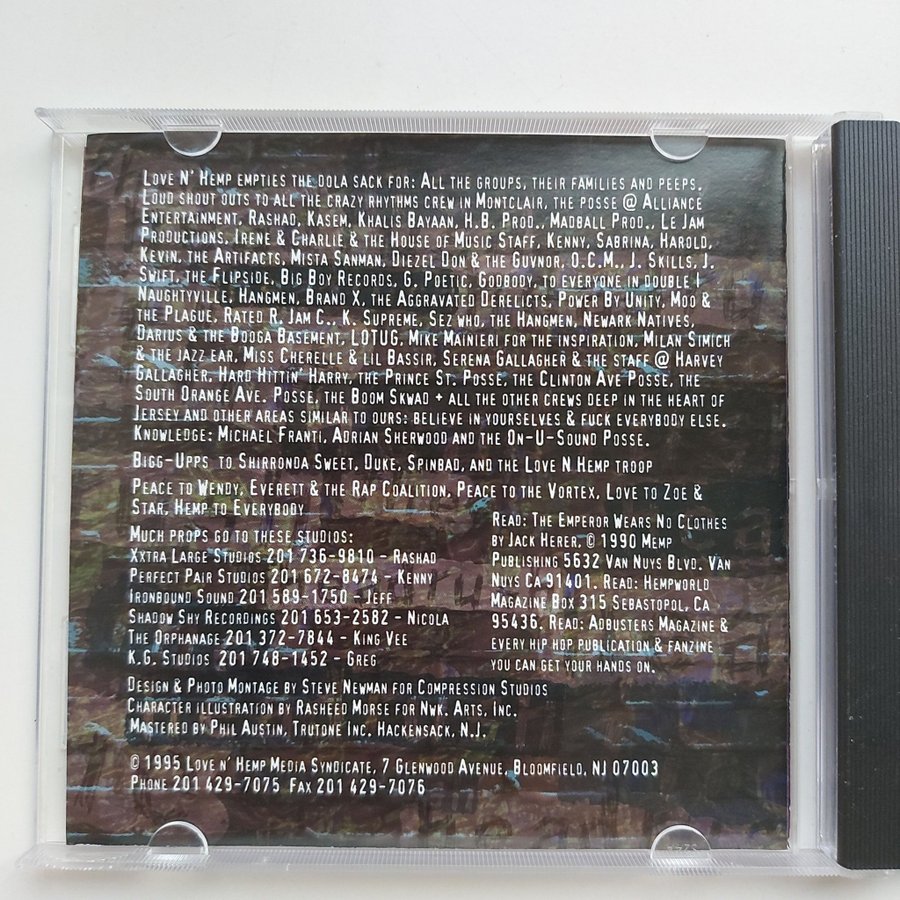 Love N' Hemp empties the dola sack for: All the groups, their families and peeps.
Loud shout outs to all the crazy rhythms crew in Montclair, the posse @ Alliance
Entertainment, Rashad, Kasem, Khalis Bayaan, H.B. Prod., Madball Prod., Le Jam
Productions, Irene & Charlie & the House of Music Staff, Kenny, Sabrina, Harold,
Kevin, the Artifacts, Mista Sanman, Diezel Don & the Guvnor, O.C.M., J. Skills, J.
Swift, the Flipside, Big Boy Records, G. Poetic, Godbody, to everyone in double I
Naughtyville, Hangmen, Brand X, the Aggravated Derelicts, Power By Unity, Moo &
the Plague, Rated R, Jam C., K. Supreme, Sez who, the Hangmen, Newark Natives,
Darius & the Booga Basement, LOTUG, Mike Mainieri for the inspiration, Milan Simich
& the jazz ear, Miss Cherelle & lil Bassir, Serena Gallagher & the staff @ Harvey
Gallagher, Hard Hittin' Harry, the Prince St. Posse, the Clinton Ave Posse, the
South Orange Ave. Posse, the Boom Skwad + all the other crews deep in the heart of
Jersey and other areas similar to ours: believe in yourselves & fuck everybody else.
Knowledge: Michael Franti, Adrian Sherwood and the On-U-Sound Posse.
Bigg-Upps to Shirronda Sweet, Duke, Spinbad, and the Love N Hemp troop
Peace to Wendy, Everett & the Rap Coalition, Peace to the Vortex, Love to Zoe &
Star, Hemp to Everybody
Much props go to these studios:
Xxtra Large Studios 201 736-9810 - Rashad
Perfect Pair Studios 201 672-8474 - Kenny
Ironbound Sound 201 589-1750 - Jeff
Shadow Shy Recordings 201 653-2582 - Nicola
The Orphanage 201 372-7844 - King Vee
K.G. Studios 201 748-1452 - Greg
Read: The Emperor Wears No Clothes
by Jack Herer, © 1990 Hemp
Publishing 5632 Van Nuys Blvd. Van
Nuys CA 91401. Read: Hempworld
Magazine Box 315 Sebastopol, CA
95436. Read: Adbusters Magazine &
every hip hop publication & fanzine
you can get your hands on.
Design & Photo Montage by Steve Newman for Compression Studios
Character illustration by Rasheed Morse for Nwk. Arts, Inc.
Mastered by Phil Austin, Trutone Inc. Hackensack, N.J.
© 1995 Love n' Hemp Media Syndicate, 7 Glenwood Avenue, Bloomfield, NJ 07003
Phone 201 429-7075 Fax 201 429-7076